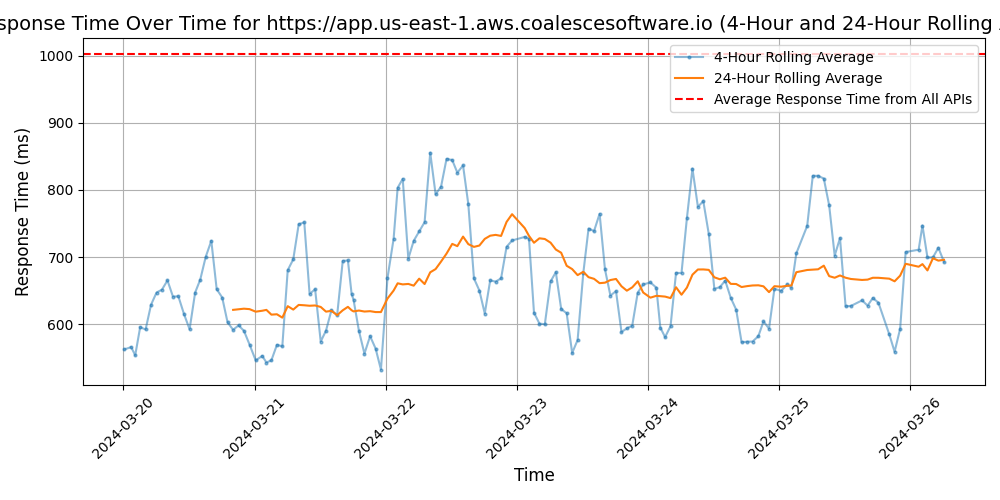 sponse Time Over Time for https://app.us-east-1.aws.coalescesoftware.io (4-Hour and 24-Hour Rolling
4-Hour Rolling Average
24-Hour Rolling Average
Average Response Time from All APIs
Response Time (ms)
1000
900
800
700
600
2024-03-20
2024-03-21
2024-03-22
2024-03-23
2024-03-24
2024-03-25
2024-03-26
Time